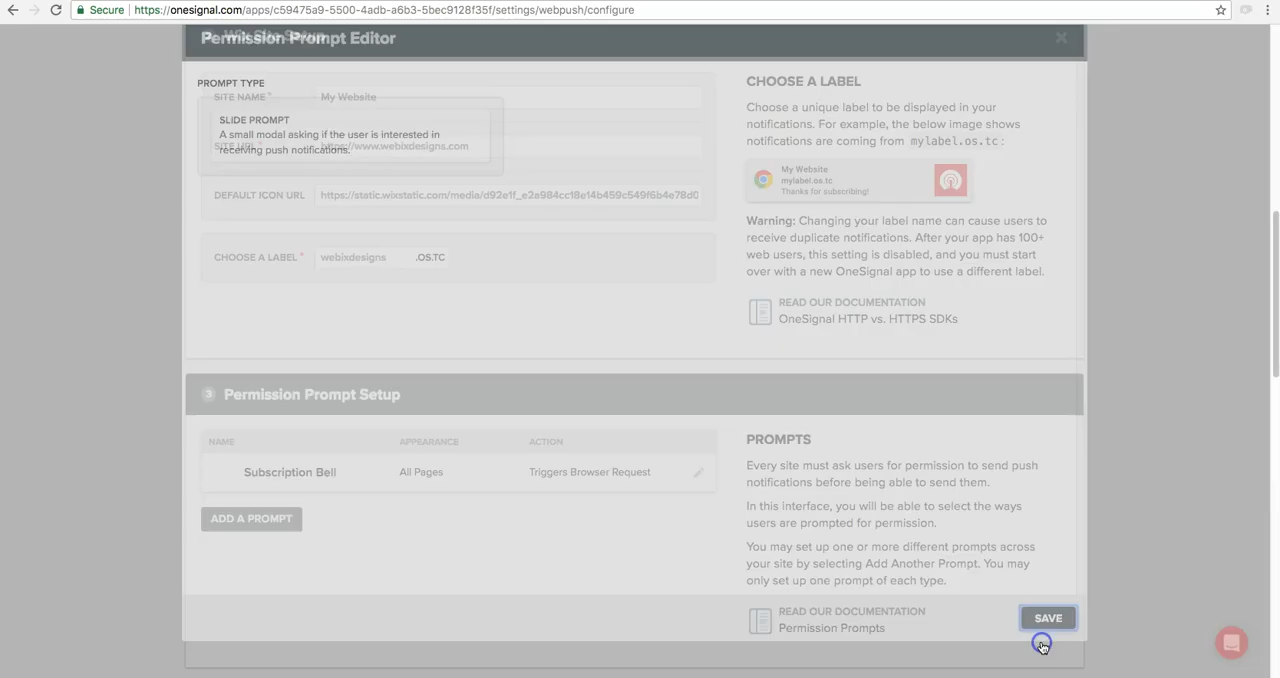 Secure
https://onesignal.com/apps/c59475a9-5500-4adb-a6b3-5bec9128f35f/settings/webpush/configure
Wix Site Setup
Permission Prompt Editor
PROMPT TYPE
SITE NAME *
My Website
SLIDE PROMPT
A small modal asking if the user is interested in
receiving push notifications.
SITE URL *
https://www.webixdesigns.com
DEFAULT ICON URL
https://static.wixstatic.com/media/d92e1f_e2a984cc18e14b459c549f6b4e78d0
CHOOSE A LABEL *
webixdesigns
.OS.TC
CHOOSE A LABEL
Choose a unique label to be displayed in your
notifications. For example, the below image shows
notifications are coming from mylabel.os.tc :
My Website
mylabel.os.tc
Thanks for subscribing!
Warning: Changing your label name can cause users to
receive duplicate notifications. After your app has 100+
web users, this setting is disabled, and you must start
over with a new OneSignal app to use a different label.
READ OUR DOCUMENTATION
OneSignal HTTP vs. HTTPS SDKs
3 Permission Prompt Setup
NAME
APPEARANCE
ACTION
Subscription Bell
All Pages
Triggers Browser Request
ADD A PROMPT
PROMPTS
Every site must ask users for permission to send push
notifications before being able to send them.
In this interface, you will be able to select the ways
users are prompted for permission.
You may set up one or more different prompts across
your site by selecting Add Another Prompt. You may
only set up one prompt of each type.
READ OUR DOCUMENTATION
Permission Prompts
SAVE